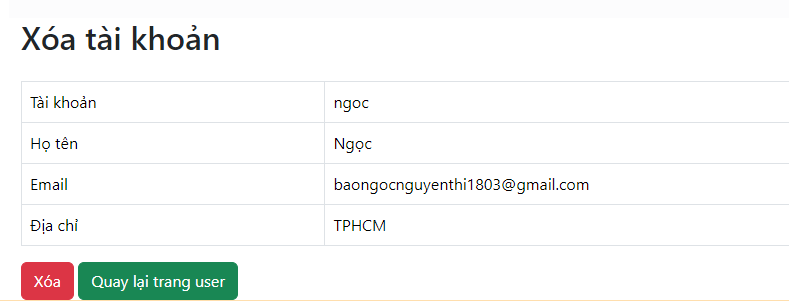 Xóa tài khoản
Tài khoản ngoc
Họ tên Ngọc
Email baongocnguyenthi1803@gmail.com
Địa chỉ TPHCM
Xóa Quay lại trang user